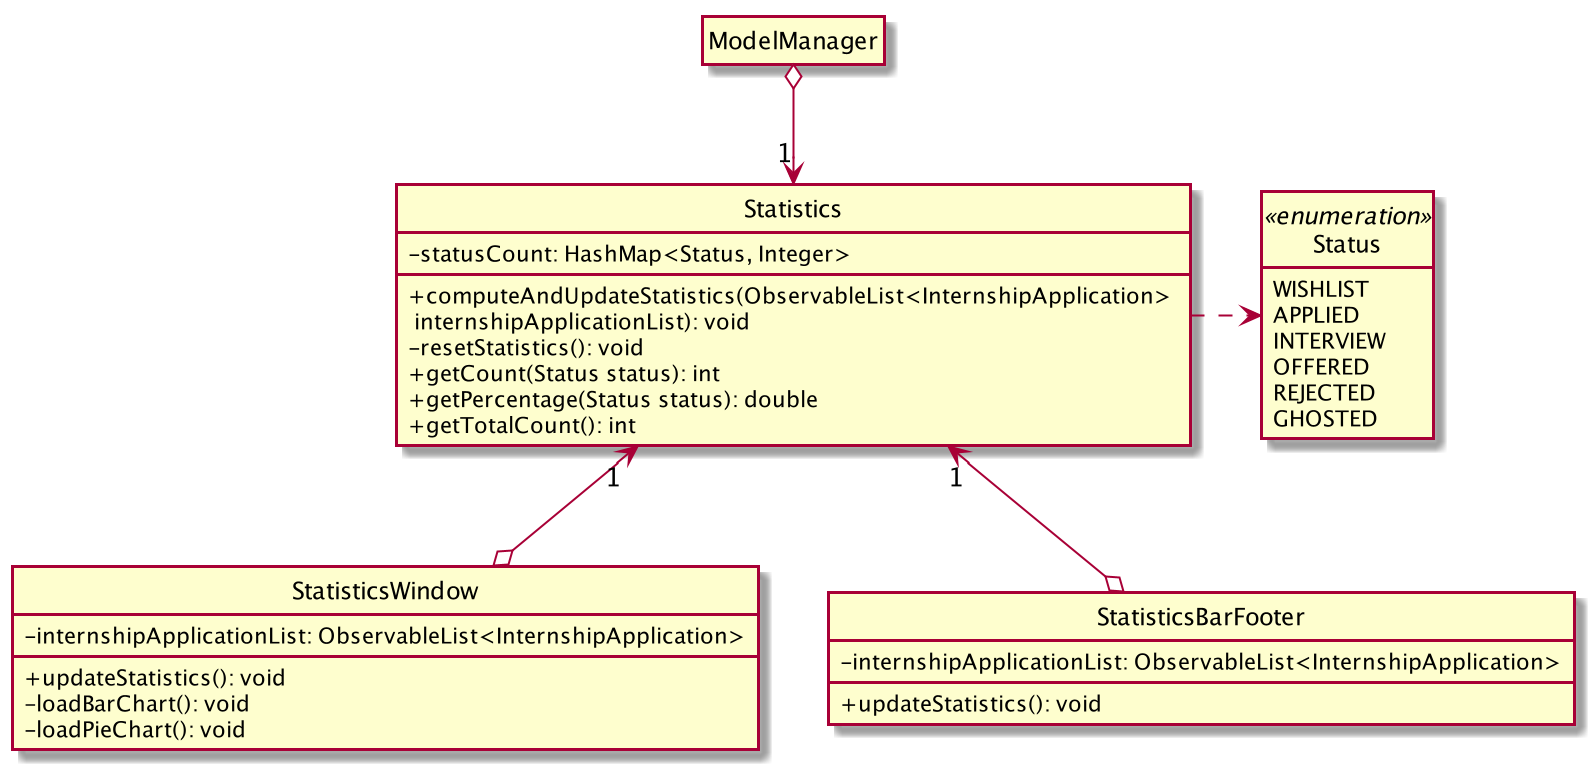 ModelManager
1
Statistics
-statusCount: HashMap<Status, Integer>
+computeAndUpdateStatistics(ObservableList<InternshipApplication>
internshipApplicationList): void
-resetStatistics(): void
+getCount(Status status): int
+getPercentage(Status status): double
+getTotalCount(): int
«enumeration»
Status
WISHLIST
APPLIED
INTERVIEW
OFFERED
REJECTED
GHOSTED
1
1
StatisticsWindow
-internshipApplicationList: ObservableList<InternshipApplication>
+updateStatistics(): void
-loadBarChart(): void
-loadPieChart(): void
StatisticsBarFooter
-internshipApplicationList: ObservableList<InternshipApplication>
+updateStatistics(): void